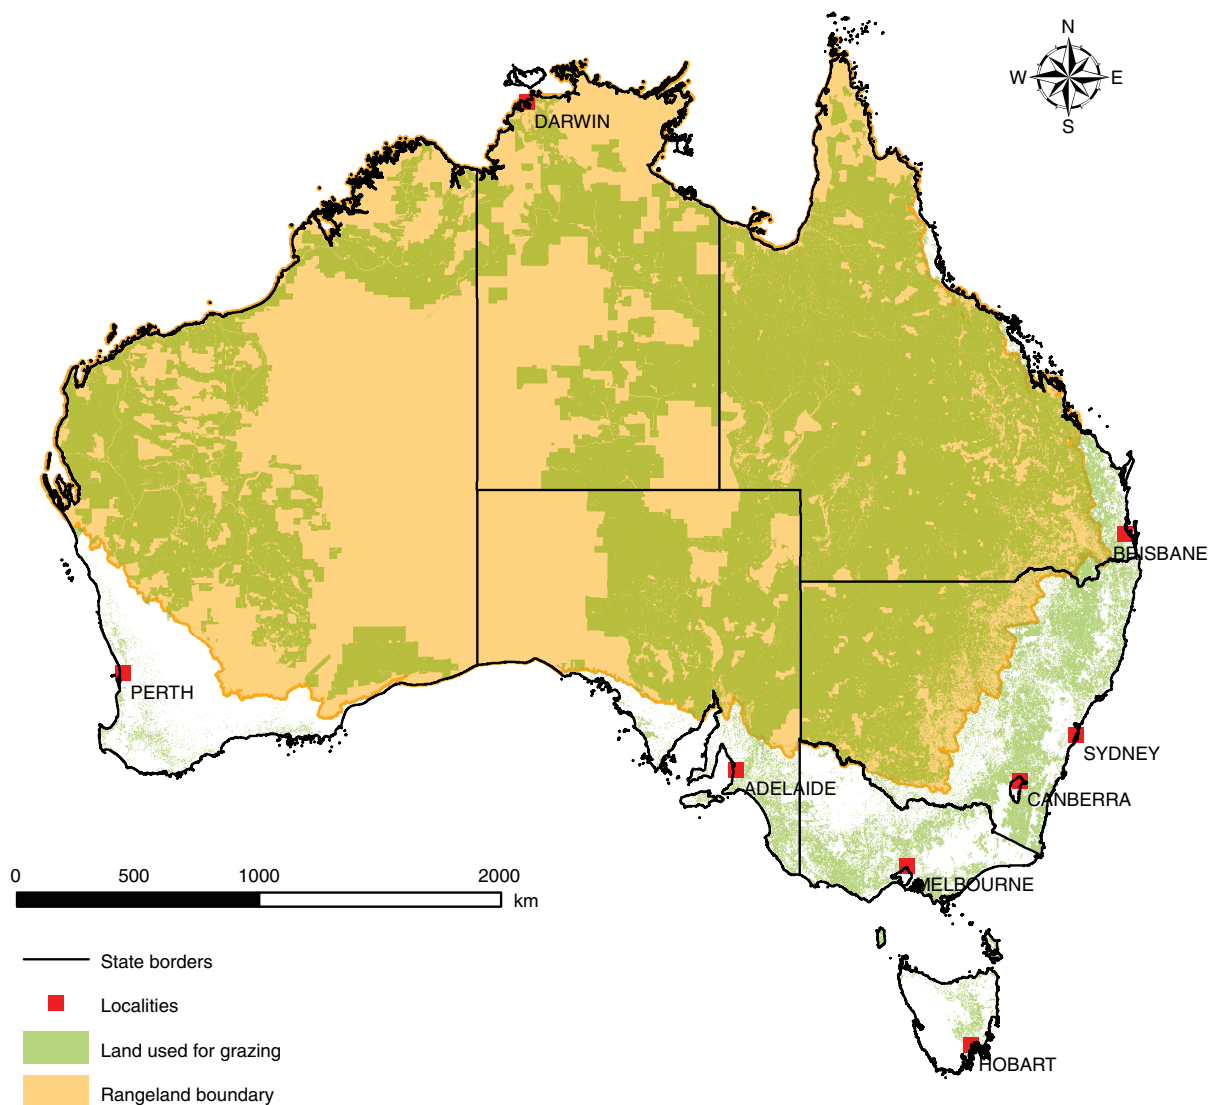 N
W E
S
DARWIN
BRISBANE
PERTH
SYDNEY
ADELAIDE
CANBERRA
MELBOURNE
0 500 1000 2000
km
State borders
Localities
Land used for grazing
Rangeland boundary
HOBART